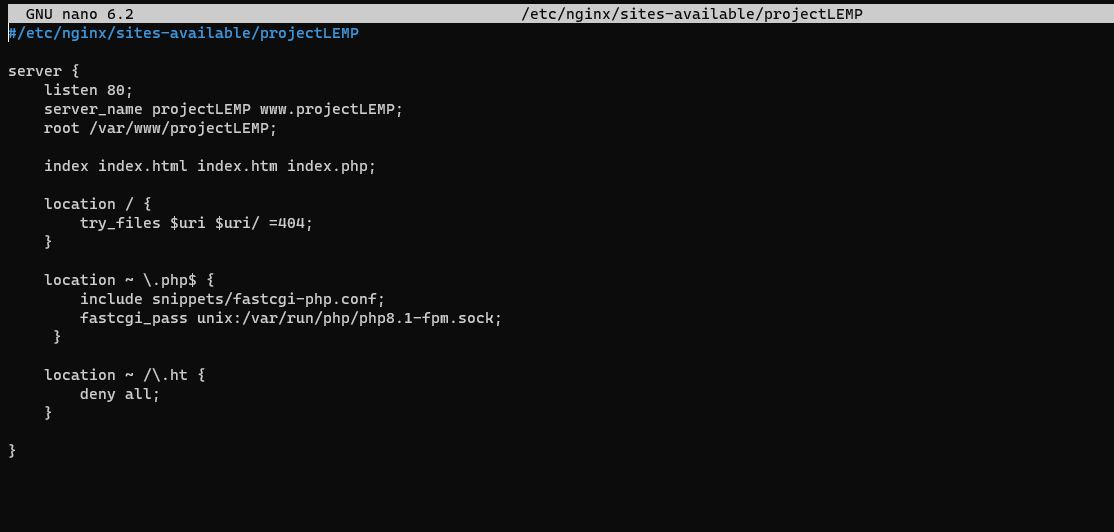 GNU nano 6.2 /etc/nginx/sites-available/projectLEMP
#/etc/nginx/sites-available/projectLEMP
server {
listen 80;
server_name projectLEMP www.projectLEMP;
root /var/www/projectLEMP;
index index.html index.htm index.php;
location / {
try_files $uri $uri/ =404;
}
location ~ \.php$ {
include snippets/fastcgi-php.conf;
fastcgi_pass unix:/var/run/php/php8.1-fpm.sock;
}
location ~ /\.ht {
deny all;
}
}